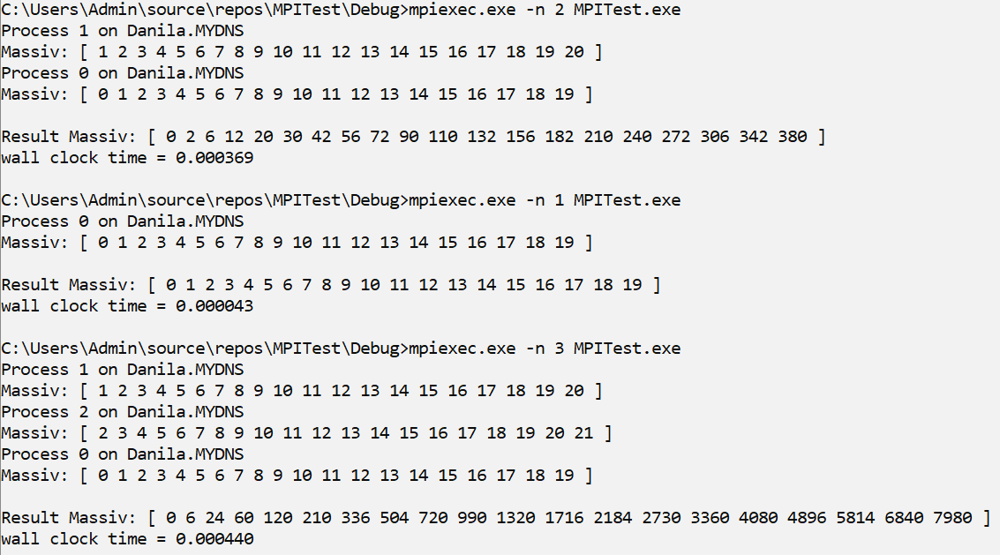 C:\Users\Admin\source\repos\MPITest\Debug>mpiexec.exe -n 2 MPITest.exe
Process 1 on Danila.MYDNS
Massiv: [ 1 2 3 4 5 6 7 8 9 10 11 12 13 14 15 16 17 18 19 20 ]
Process 0 on Danila.MYDNS
Massiv: [ 0 1 2 3 4 5 6 7 8 9 10 11 12 13 14 15 16 17 18 19 ]
Result Massiv: [ 0 2 6 12 20 30 42 56 72 90 110 132 156 182 210 240 272 306 342 380 ]
wall clock time = 0.000369
C:\Users\Admin\source\repos\MPITest\Debug>mpiexec.exe -n 1 MPITest.exe
Process 0 on Danila.MYDNS
Massiv: [ 0 1 2 3 4 5 6 7 8 9 10 11 12 13 14 15 16 17 18 19 ]
Result Massiv: [ 0 1 2 3 4 5 6 7 8 9 10 11 12 13 14 15 16 17 18 19 ]
wall clock time = 0.000043
C:\Users\Admin\source\repos\MPITest\Debug>mpiexec.exe -n 3 MPITest.exe
Process 1 on Danila.MYDNS
Massiv: [ 1 2 3 4 5 6 7 8 9 10 11 12 13 14 15 16 17 18 19 20 ]
Process 2 on Danila.MYDNS
Massiv: [ 2 3 4 5 6 7 8 9 10 11 12 13 14 15 16 17 18 19 20 21 ]
Process 0 on Danila.MYDNS
Massiv: [ 0 1 2 3 4 5 6 7 8 9 10 11 12 13 14 15 16 17 18 19 ]
Result Massiv: [ 0 6 24 60 120 210 336 504 720 990 1320 1716 2184 2730 3360 4080 4896 5814 6840 7980 ]
wall clock time = 0.000440